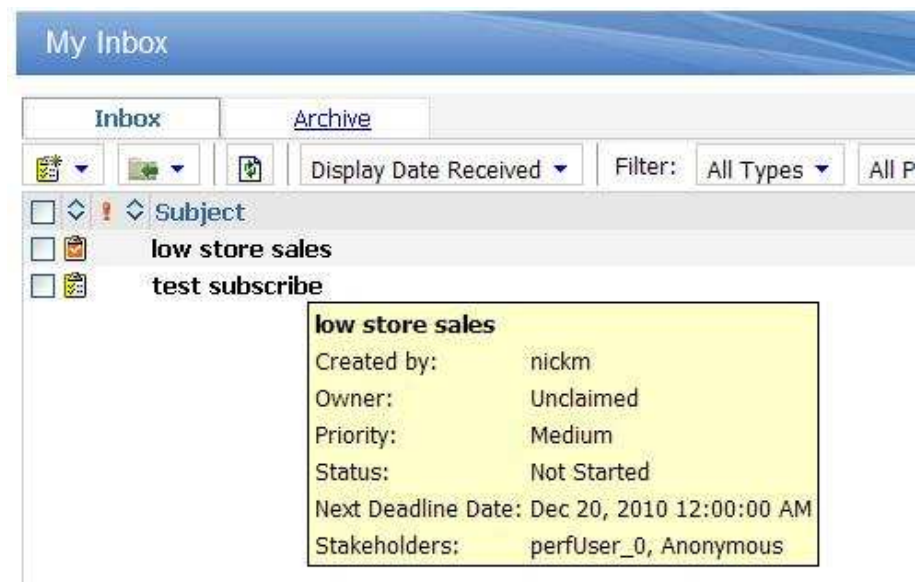 My Inbox
Inbox Archive
Display Date Received Filter: All Types All P
! Subject
low store sales
test subscribe
low store sales
Created by: nickm
Owner: Unclaimed
Priority: Medium
Status: Not Started
Next Deadline Date: Dec 20, 2010 12:00:00 AM
Stakeholders: perfUser_0, Anonymous